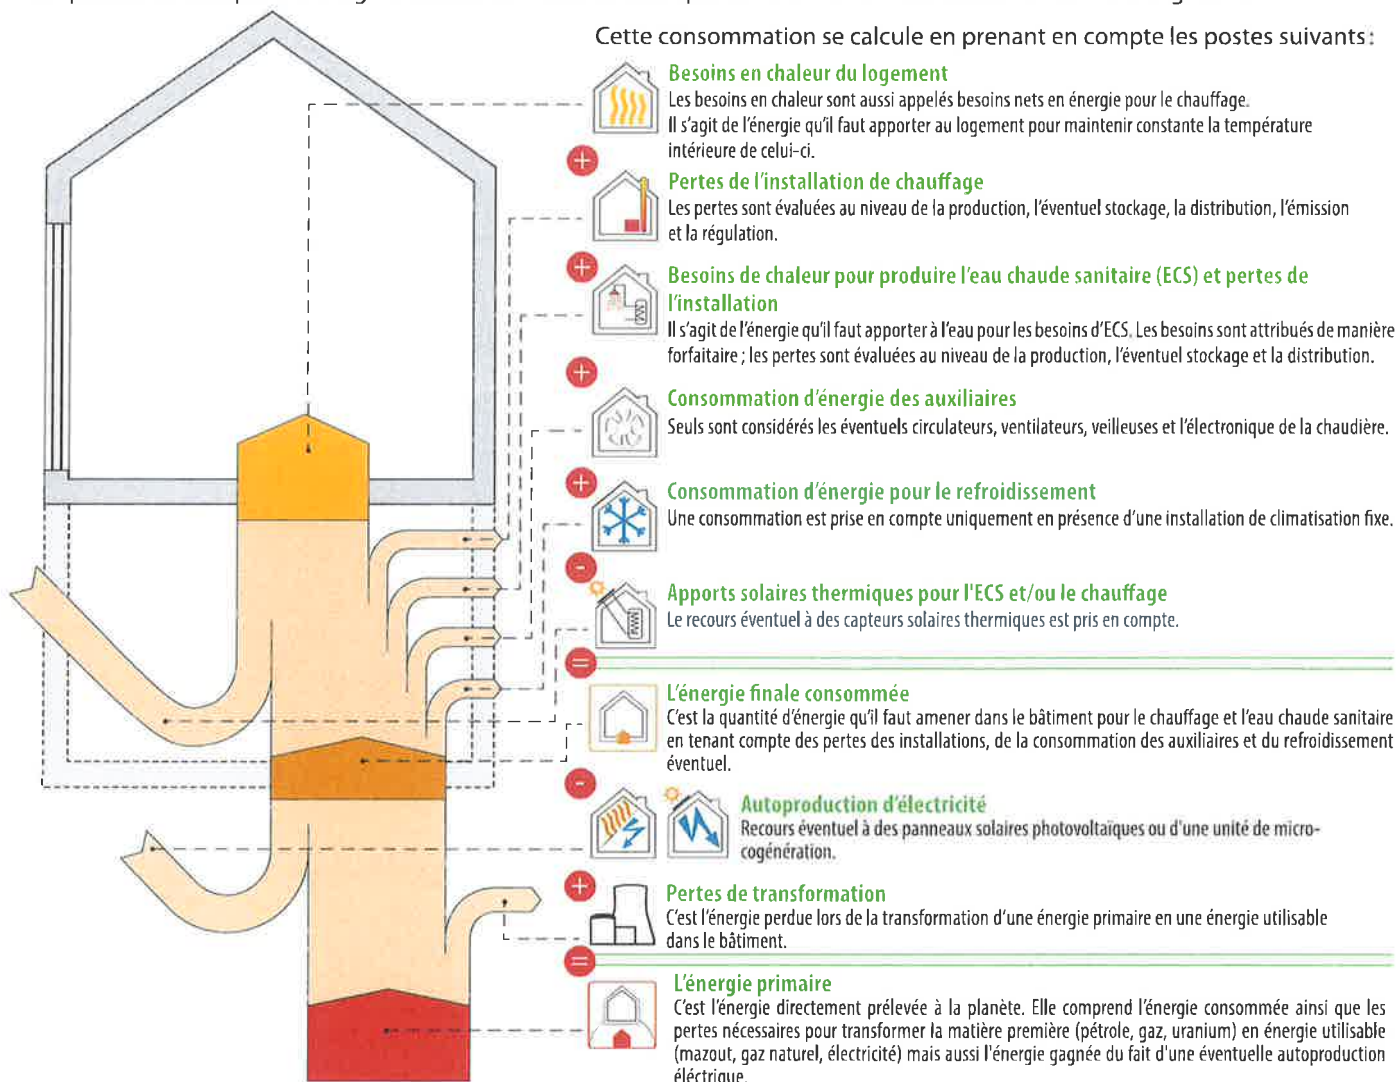 Cette consommation se calcule en prenant en compte les postes suivants :
Besoins en chaleur du logement
Les besoins en chaleur sont aussi appelés besoins nets en énergie pour le chauffage.
Il s'agit de l'énergie qu'il faut apporter au logement pour maintenir constante la température
intérieure de celui-ci.
+
Pertes de l'installation de chauffage
Les pertes sont évaluées au niveau de la production, l'éventuel stockage, la distribution, l'émission
et la régulation.
+
Besoins de chaleur pour produire l'eau chaude sanitaire (ECS) et pertes de
l'installation
Il s'agit de l'énergie qu'il faut apporter à l'eau pour les besoins d'ECS. Les besoins sont attribués de manière
forfaitaire ; les pertes sont évaluées au niveau de la production, l'éventuel stockage et la distribution.
+
Consommation d'énergie des auxiliaires
Seuls sont considérés les éventuels circulateurs, ventilateurs, veilleuses et l'électronique de la chaudière.
+
Consommation d'énergie pour le refroidissement
Une consommation est prise en compte uniquement en présence d'une installation de climatisation fixe.
-
Apports solaires thermiques pour l'ECS et/ou le chauffage
Le recours éventuel à des capteurs solaires thermiques est pris en compte.
=
L'énergie finale consommée
C'est la quantité d'énergie qu'il faut amener dans le bâtiment pour le chauffage et l'eau chaude sanitaire
en tenant compte des pertes des installations, de la consommation des auxiliaires et du refroidissement
éventuel.
-
Autoproduction d'électricité
Recours éventuel à des panneaux solaires photovoltaïques ou d'une unité de micro-
cogénération.
+
Pertes de transformation
C'est l'énergie perdue lors de la transformation d'une énergie primaire en une énergie utilisable
dans le bâtiment.
=
L'énergie primaire
C'est l'énergie directement prélevée à la planète. Elle comprend l'énergie consommée ainsi que les
pertes nécessaires pour transformer la matière première (pétrole, gaz, uranium) en énergie utilisable
(mazout, gaz naturel, électricité) mais aussi l'énergie gagnée du fait d'une éventuelle autoproduction
éléctrique.